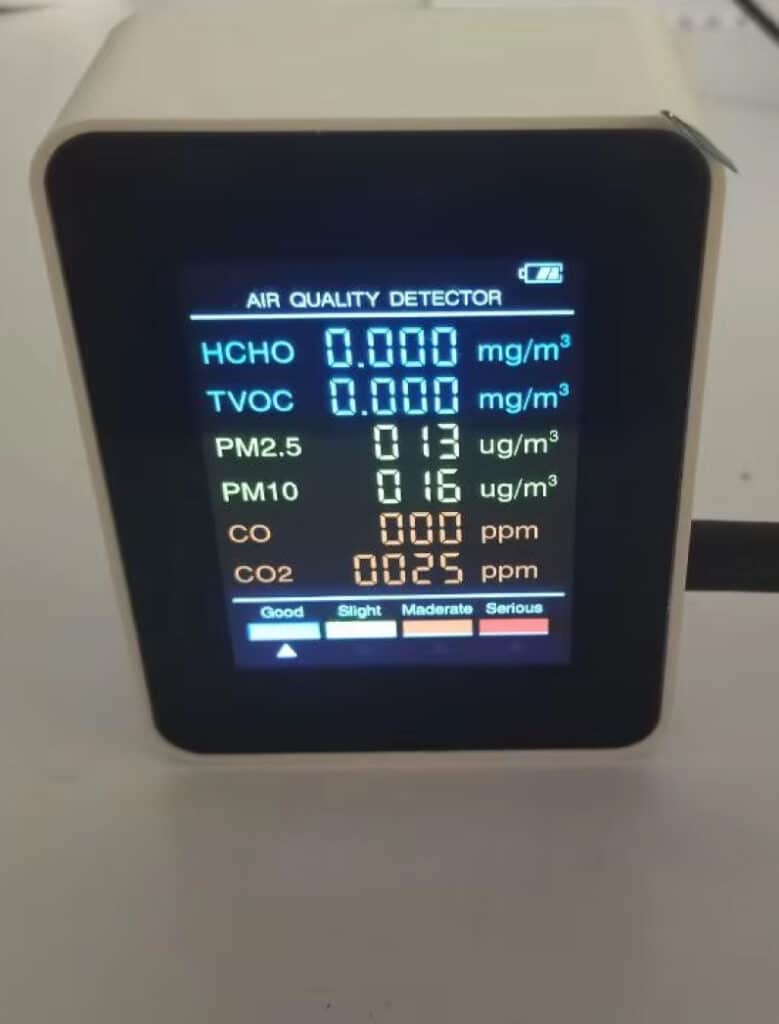 AIR QUALITY DETECTOR
HCHO 0.000 mg/m³
TVOC 0.000 mg/m³
PM2.5 013 ug/m³
PM10 016 ug/m³
CO 000 ppm
CO2 0025 ppm
Good Slight Maderate Serious